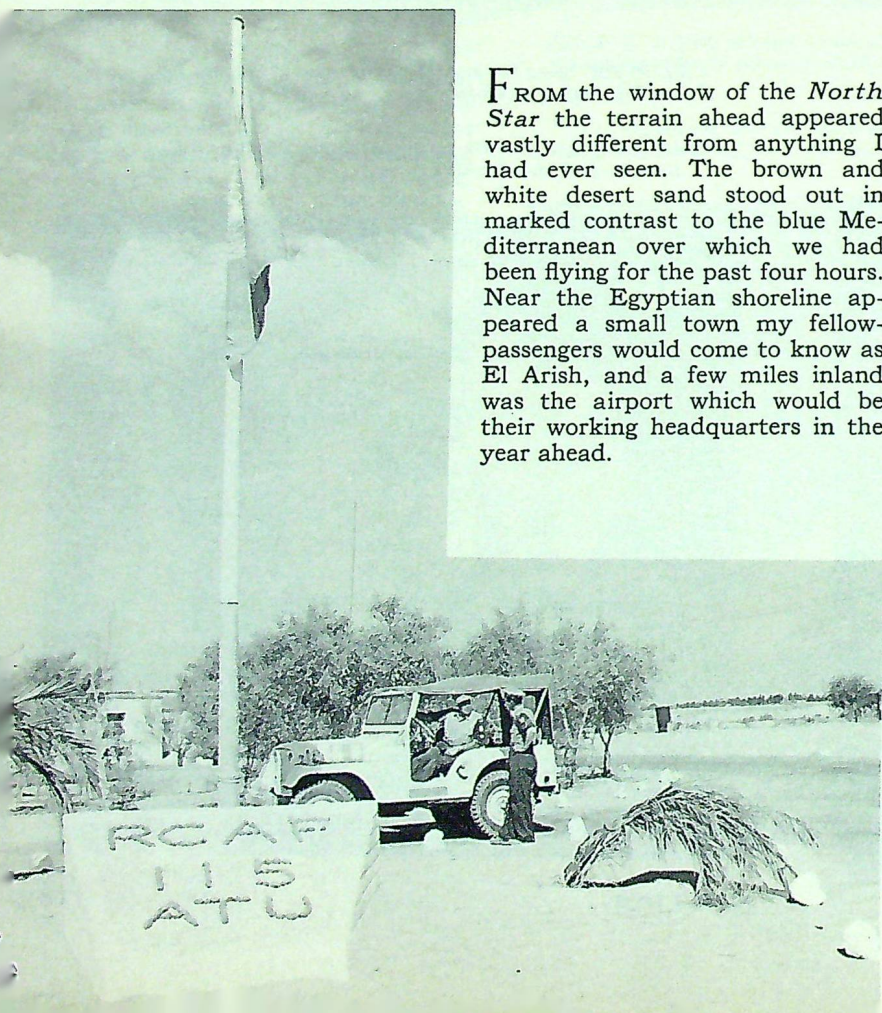 FROM the window of the North
Star the terrain ahead appeared
vastly different from anything I
had ever seen. The brown and
white desert sand stood out in
marked contrast to the blue Me-
diterranean over which we had
been flying for the past four hours.
Near the Egyptian shoreline ap-
peared a small town my fellow-
passengers would come to know as
El Arish, and a few miles inland
was the airport which would be
their working headquarters in the
year ahead.
RCAF
115
ATU